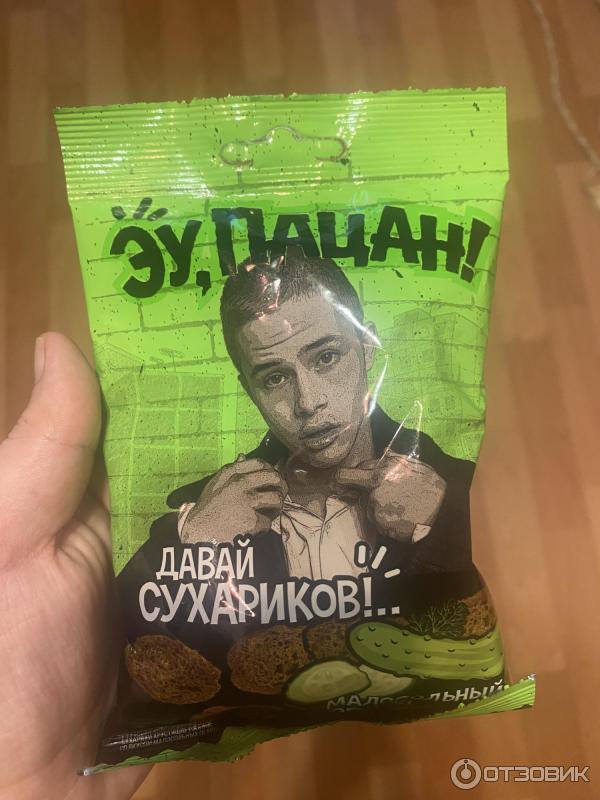 ЭУ, ПАЦАН!
ДАВАЙ
СУХАРИКОВ!..
МАЛОСОЛЬНЫЙ
ОТЗОВИК